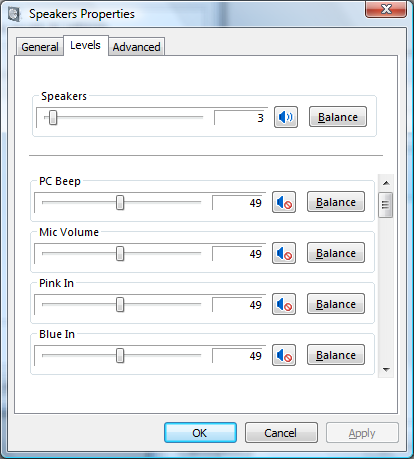 Speakers Properties
General Levels Advanced
Speakers
3 Balance
PC Beep
49 Balance
Mic Volume
49 Balance
Pink In
49 Balance
Blue In
49 Balance
OK Cancel Apply